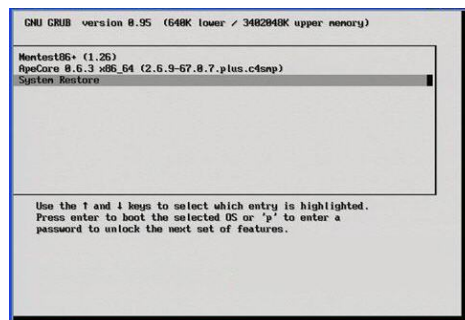 GNU GRUB version 0.95 (640K lower / 3402048K upper memory)
Memtest86+ (1.26)
ApeCore 0.6.3 x86_64 (2.6.9-67.0.7.plus.c4smp)
System Restore
Use the ↑ and ↓ keys to select which entry is highlighted.
Press enter to boot the selected OS or 'p' to enter a
password to unlock the next set of features.